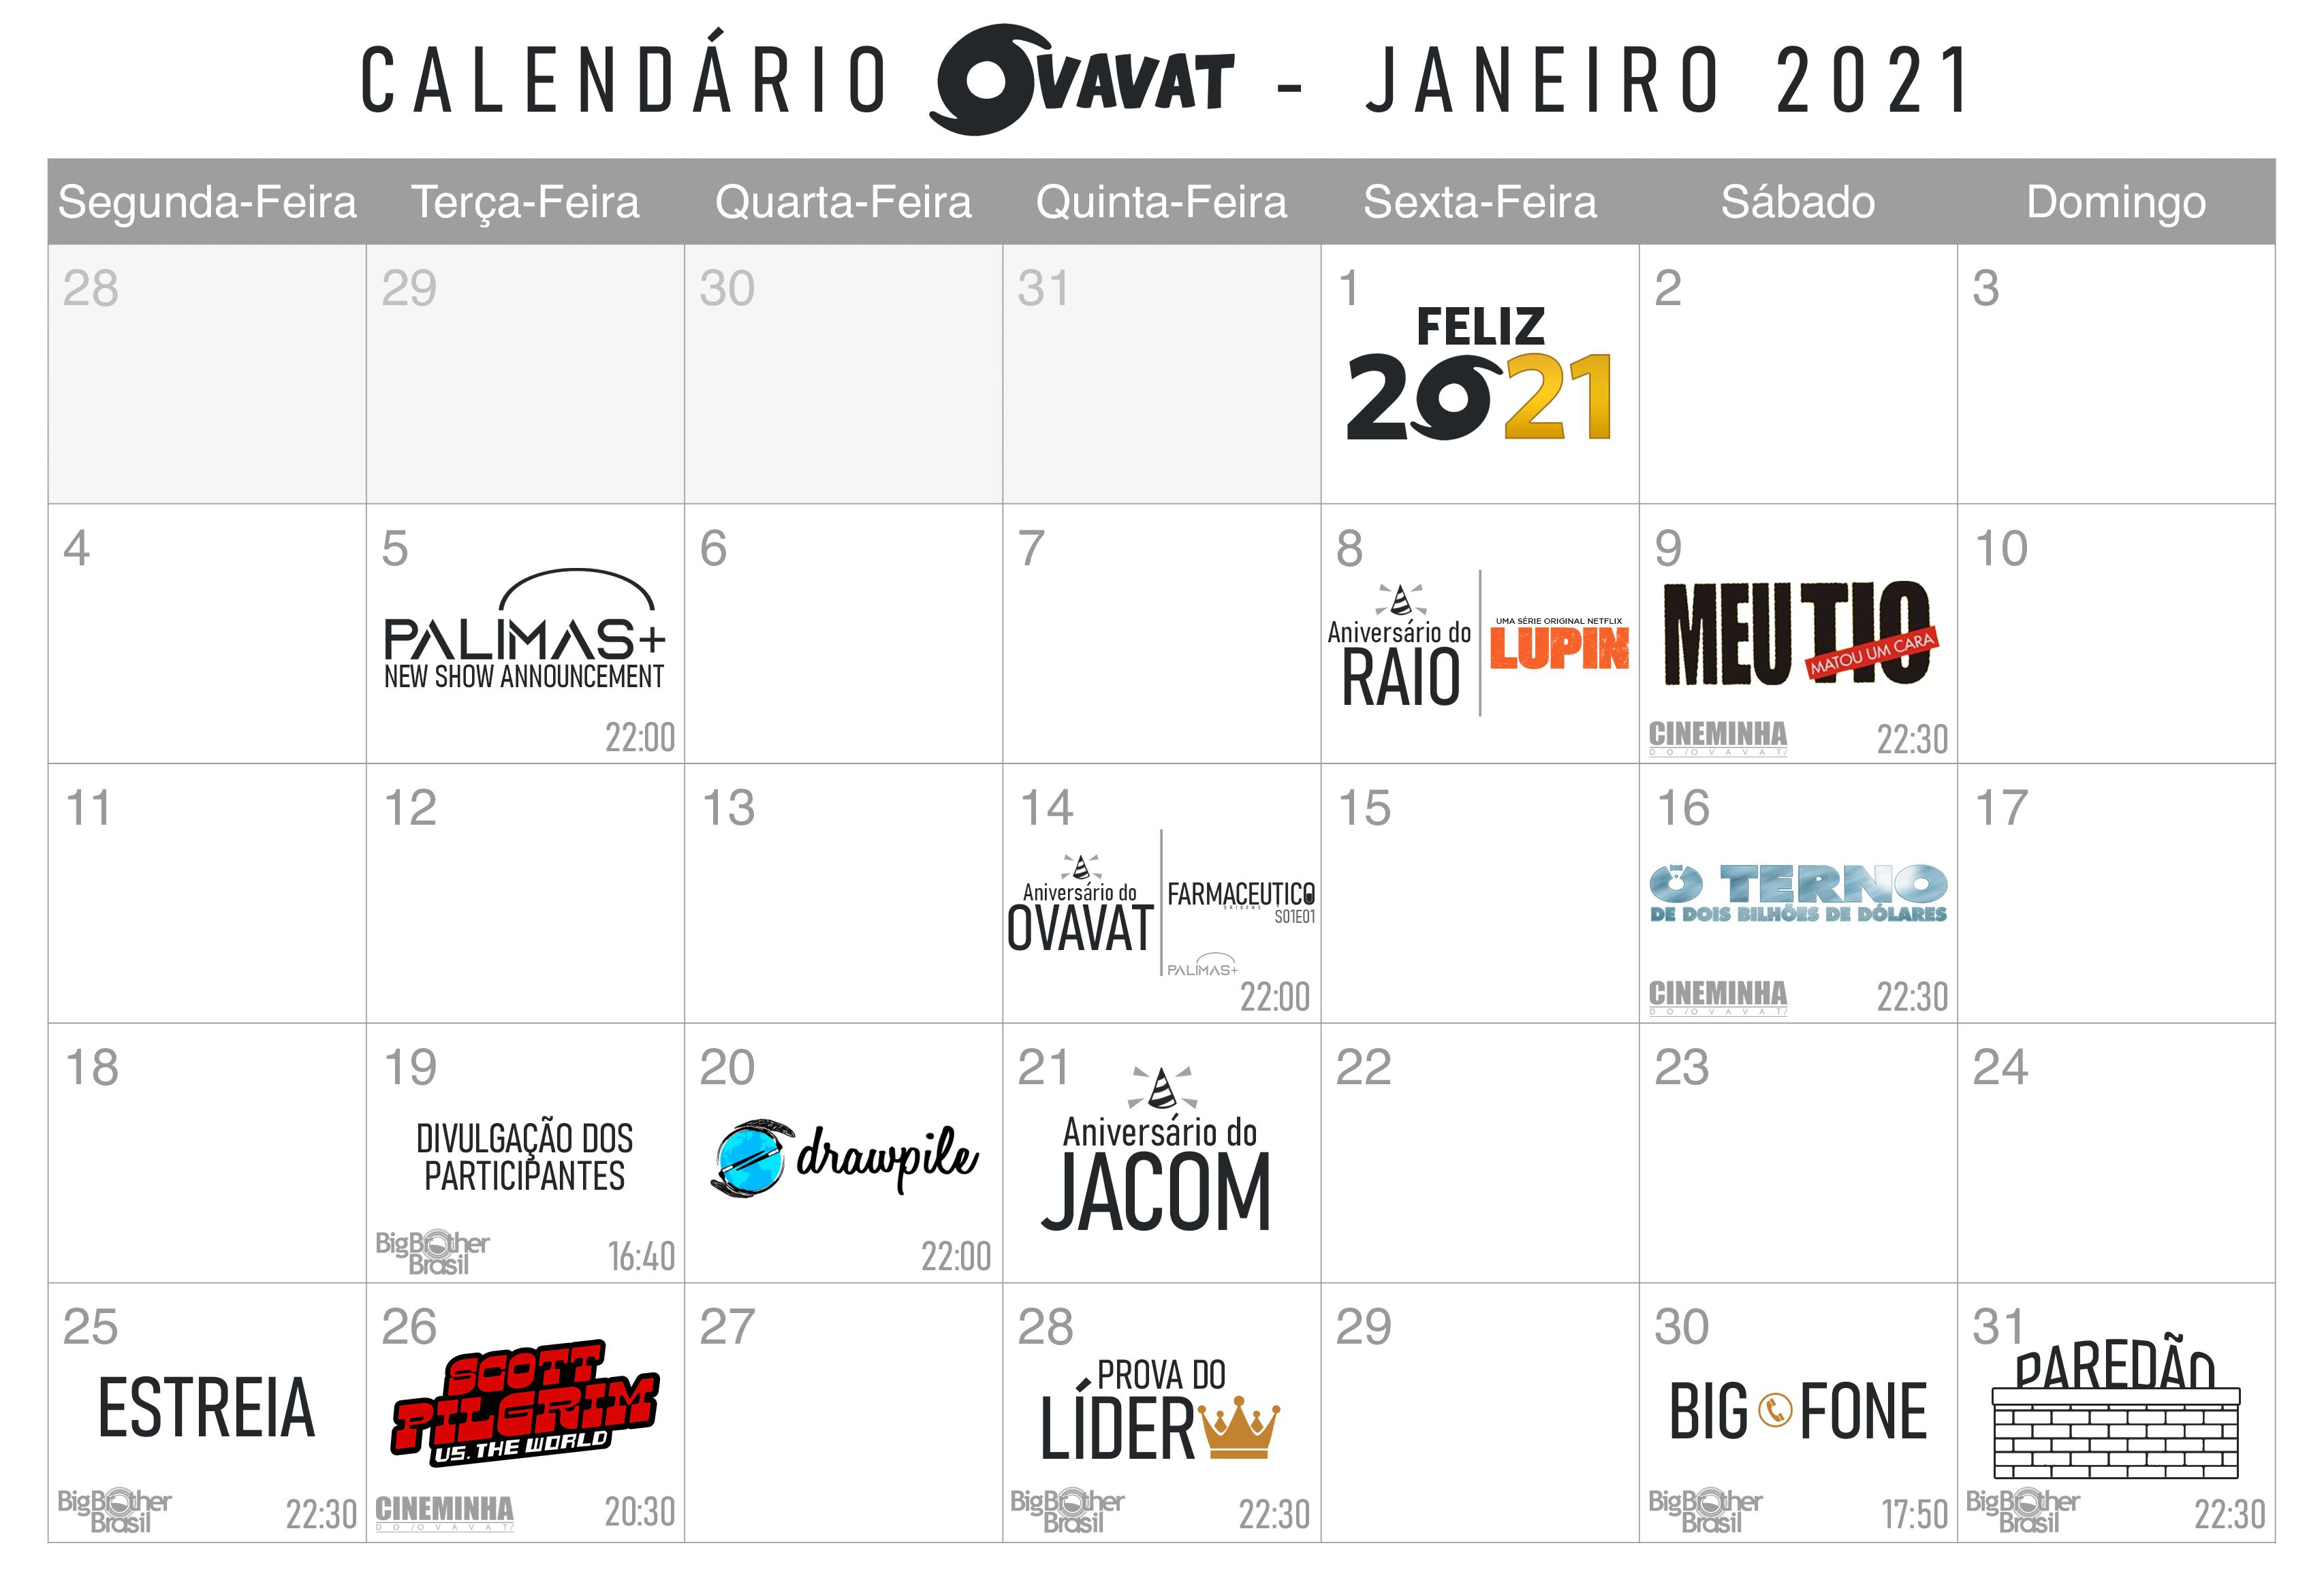 CALENDÁRIO OVAVAT - JANEIRO 2021
Segunda-Feira Terça-Feira Quarta-Feira Quinta-Feira Sexta-Feira Sábado Domingo
28
29
30
31
1
FELIZ
2021
2
3
4
5
PALIMAS+
NEW SHOW ANNOUNCEMENT
22:00
6
7
8
Aniversário do
RAIO
UMA SÉRIE ORIGINAL NETFLIX
LUPIN
9
MEU TIO
MATOU UM CARA
CINEMINHA
DO/OVAVAT/
22:30
10
11
12
13
14
Aniversário do
OVAVAT
FARMACEUTICO
ORIGENS
S01E01
PALIMAS+
22:00
15
16
O TERNO
DE DOIS BILHÕES DE DÓLARES
CINEMINHA
DO/OVAVAT/
22:30
17
18
19
DIVULGAÇÃO DOS
PARTICIPANTES
BigBrother
Brasil
16:40
20
drawpile
22:00
21
Aniversário do
JACOM
22
23
24
25
ESTREIA
BigBrother
Brasil
22:30
26
SCOTT
PILGRIM
VS. THE WORLD
CINEMINHA
DO/OVAVAT/
20:30
27
28
PROVA DO
LÍDER
BigBrother
Brasil
22:30
29
30
BIG FONE
BigBrother
Brasil
17:50
31
PAREDÃO
BigBrother
Brasil
22:30